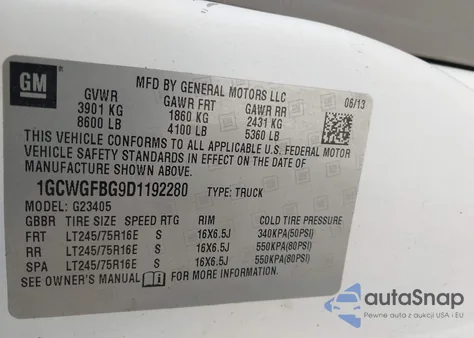 GM
MFD BY GENERAL MOTORS LLC
06/13
GVWR GAWR FRT GAWR RR
3901 KG 1860 KG 2431 KG
8600 LB 4100 LB 5360 LB
THIS VEHICLE CONFORMS TO ALL APPLICABLE U.S. FEDERAL MOTOR
VEHICLE SAFETY STANDARDS IN EFFECT ON THE DATE OF
MANUFACTURE SHOWN ABOVE.
1GCWGFBG9D1192280 TYPE: TRUCK
MODEL: G23405
GBBR TIRE SIZE SPEED RTG RIM COLD TIRE PRESSURE
FRT LT245/75R16E S 16X6.5J 340KPA(50PSI)
RR LT245/75R16E S 16X6.5J 550KPA(80PSI)
SPA LT245/75R16E S 16X6.5J 550KPA(80PSI)
SEE OWNER'S MANUAL FOR MORE INFORMATION.
autoSnap
Pewne auta z aukcji USA i EU